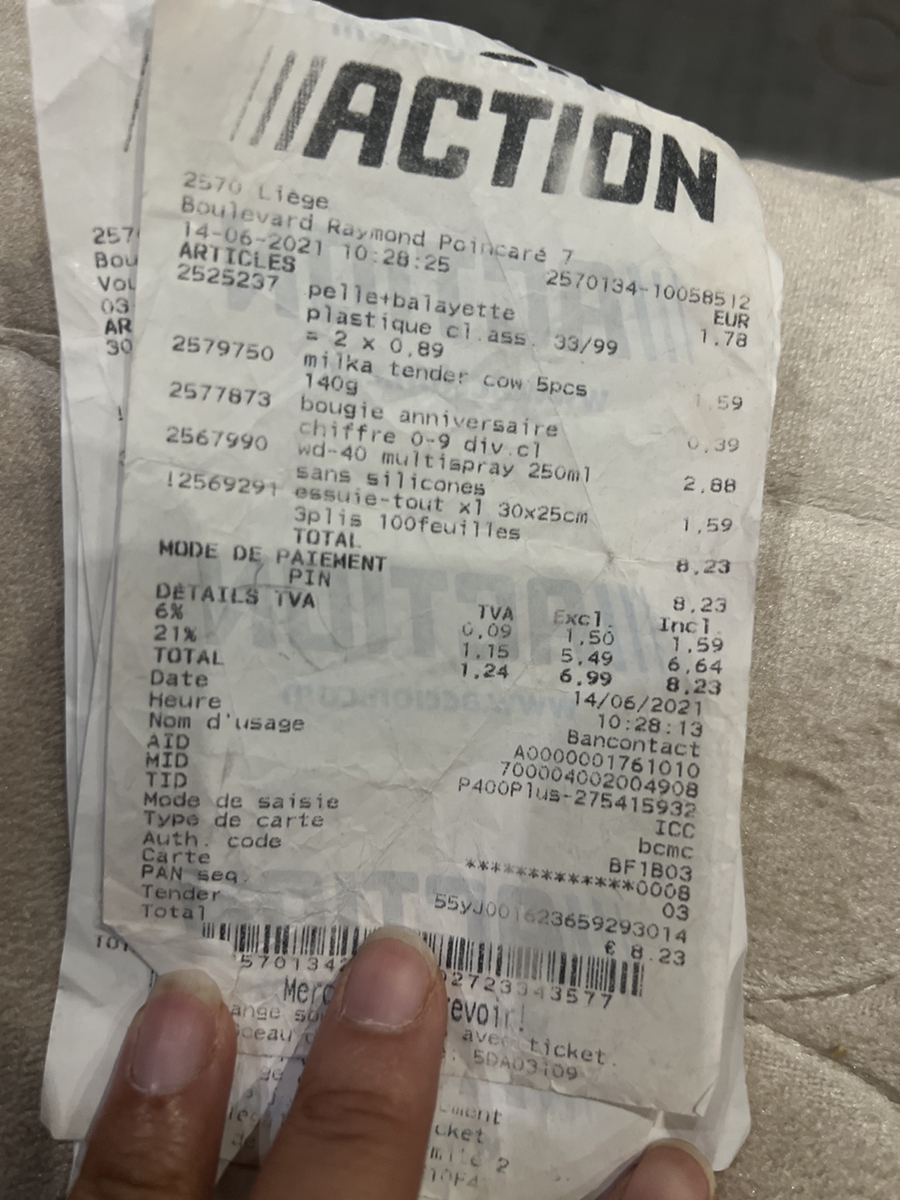 ACTION
2570 Liège
Boulevard Raymond Poincaré 7
14-06-2021 10:28:25 2570134-10058512
ARTICLES EUR
2525237 pelle+balayette 1,78
plastique cl.ass. 33/99
= 2 x 0,89
2579750 milka tender cow 5pcs 1,59
140g
2577873 bougie anniversaire 0,39
chiffre 0-9 div.cl
2567990 wd-40 multispray 250ml 2,88
sans silicones
!2569291 essuie-tout x1 30x25cm 1,59
3plis 100feuilles
TOTAL 8,23
MODE DE PAIEMENT
PIN 8,23
DETAILS TVA TVA Excl. Incl.
6% 0,09 1,50 1,59
21% 1,15 5,49 6,64
TOTAL 1,24 6,99 8,23
Date 14/06/2021
Heure 10:28:13
Nom d'usage Bancontact
AID A0000001761010
MID 700004002004908
TID P400Plus-275415932
Mode de saisie ICC
Type de carte bcmc
Auth. code BF1B03
Carte ************0008
PAN seq. 03
Tender 55yJ001623659293014
Total € 8.23
ticket.
: 5DA03109
257
Bou
03
AR
30